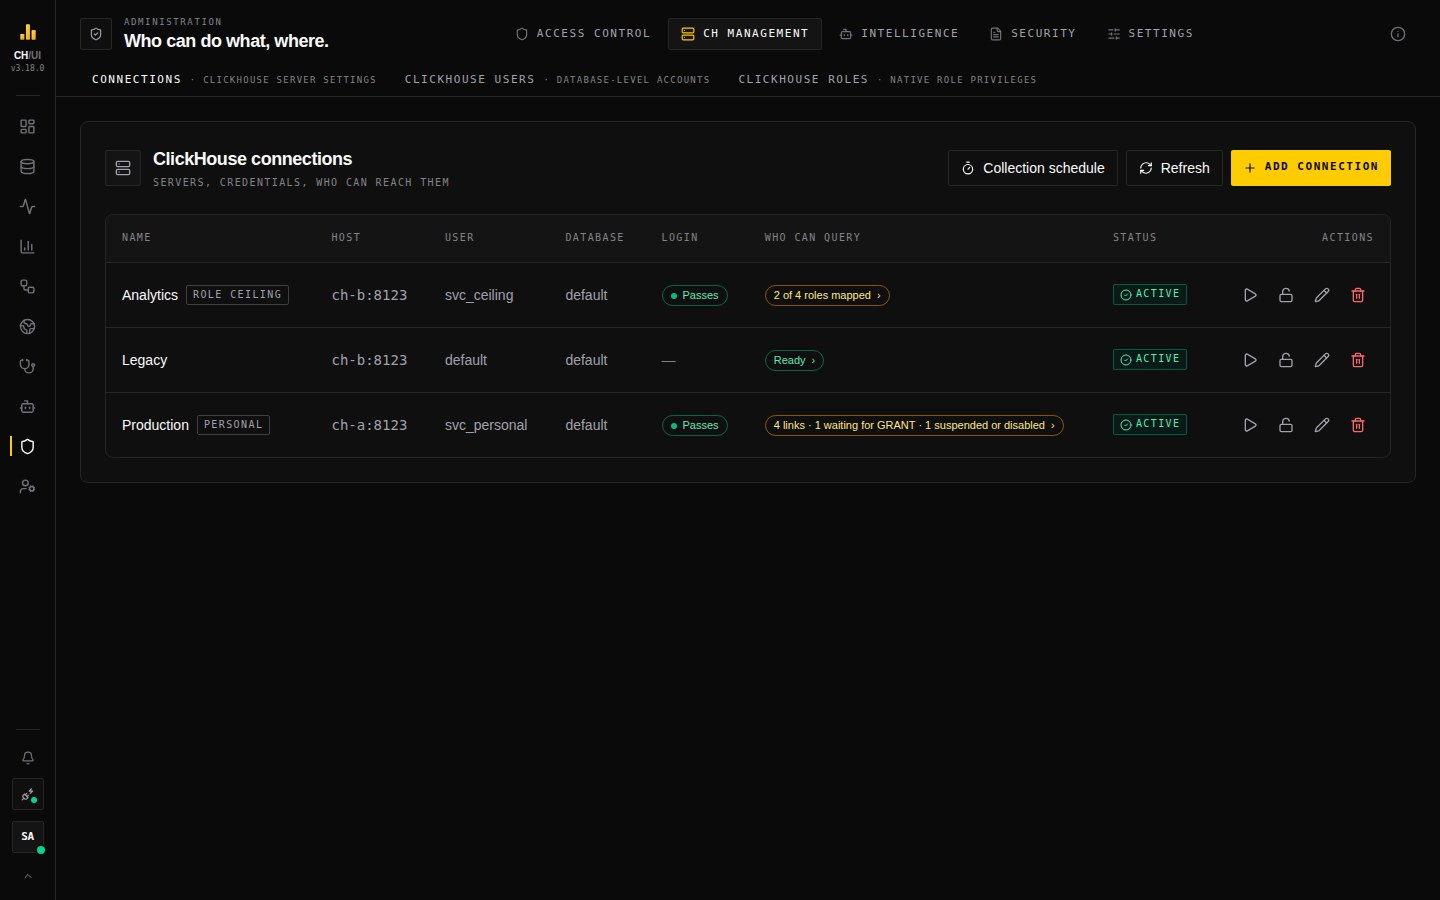 CH/UI
v3.18.0
ADMINISTRATION
Who can do what, where.
ACCESS CONTROL
CH MANAGEMENT
INTELLIGENCE
SECURITY
SETTINGS
CONNECTIONS · CLICKHOUSE SERVER SETTINGS
CLICKHOUSE USERS · DATABASE-LEVEL ACCOUNTS
CLICKHOUSE ROLES · NATIVE ROLE PRIVILEGES
ClickHouse connections
SERVERS, CREDENTIALS, WHO CAN REACH THEM
Collection schedule
Refresh
ADD CONNECTION
NAME HOST USER DATABASE LOGIN WHO CAN QUERY STATUS ACTIONS
Analytics ROLE CEILING ch-b:8123 svc_ceiling default Passes 2 of 4 roles mapped › ACTIVE
Legacy ch-b:8123 default default — Ready › ACTIVE
Production PERSONAL ch-a:8123 svc_personal default Passes 4 links · 1 waiting for GRANT · 1 suspended or disabled › ACTIVE
SA